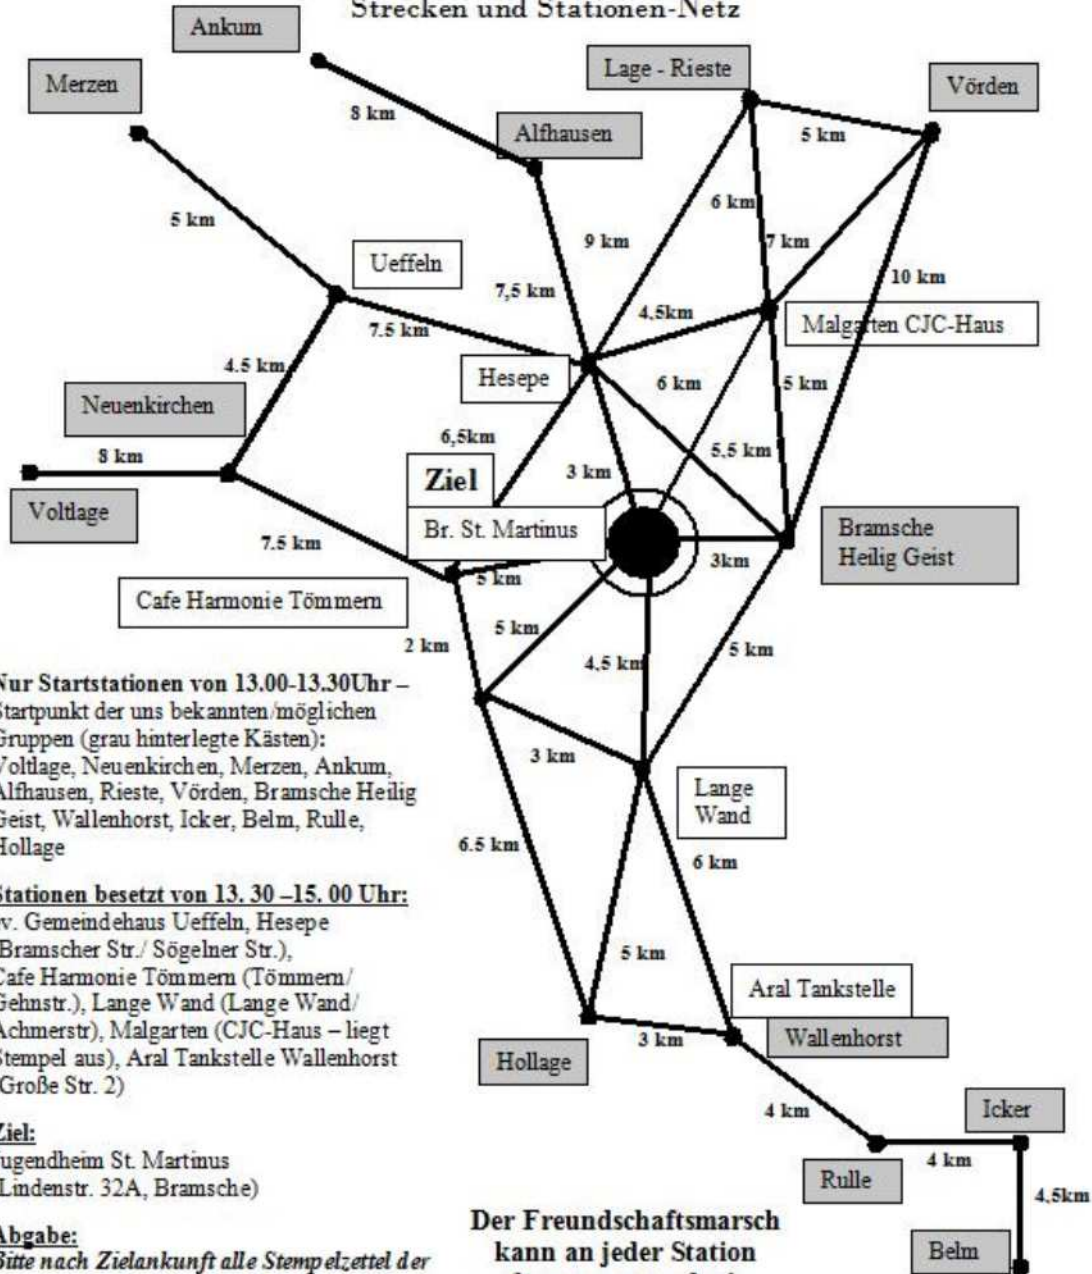 Strecken und Stationen-Netz
Ankum
Lage - Rieste
Merzen
Vörden
8 km
Alfhausen
5 km
6 km
5 km
9 km
7 km
Ueffeln
10 km
7,5 km
4,5km
7.5 km
Malgarten CJC-Haus
4.5 km
Hesepe
6 km
5 km
Neuenkirchen
6,5km
8 km
5,5 km
Ziel
3 km
Voltlage
Br. St. Martinus
Bramsche
Heilig Geist
7.5 km
3km
5 km
Cafe Harmonie Tömmern
5 km
2 km
4,5 km
5 km
Nur Startstationen von 13.00-13.30Uhr –
Startpunkt der uns bekannten/möglichen
Gruppen (grau hinterlegte Kästen):
Voltlage, Neuenkirchen, Merzen, Ankum,
Alfhausen, Rieste, Vörden, Bramsche Heilig
Geist, Wallenhorst, Icker, Belm, Rulle,
Hollage
3 km
Lange
Wand
6.5 km
6 km
Stationen besetzt von 13. 30 –15. 00 Uhr:
v. Gemeindehaus Ueffeln, Hesepe
Bramscher Str./ Sögelner Str.),
Cafe Harmonie Tömmern (Tömmern/
Gehnstr.), Lange Wand (Lange Wand/
Achmerstr), Malgarten (CJC-Haus – liegt
Stempel aus), Aral Tankstelle Wallenhorst
Große Str. 2)
5 km
Aral Tankstelle
Wallenhorst
3 km
Hollage
4 km
Icker
Ziel:
Jugendheim St. Martinus
Lindenstr. 32A, Bramsche)
4 km
Rulle
4,5km
Abgabe:
Bitte nach Zielankunft alle Stempelzettel der
Der Freundschaftsmarsch
kann an jeder Station
Belm